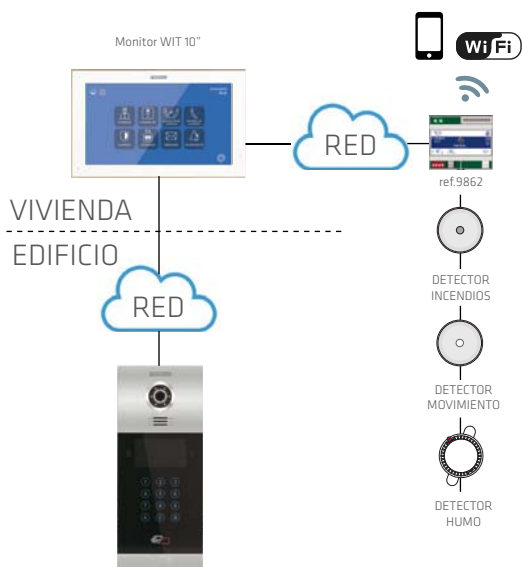 Monitor WIT 10"
WiFi
RED
ref.9862
VIVIENDA
EDIFICIO
RED
DETECTOR
INCENDIOS
DETECTOR
MOVIMIENTO
DETECTOR
HUMO